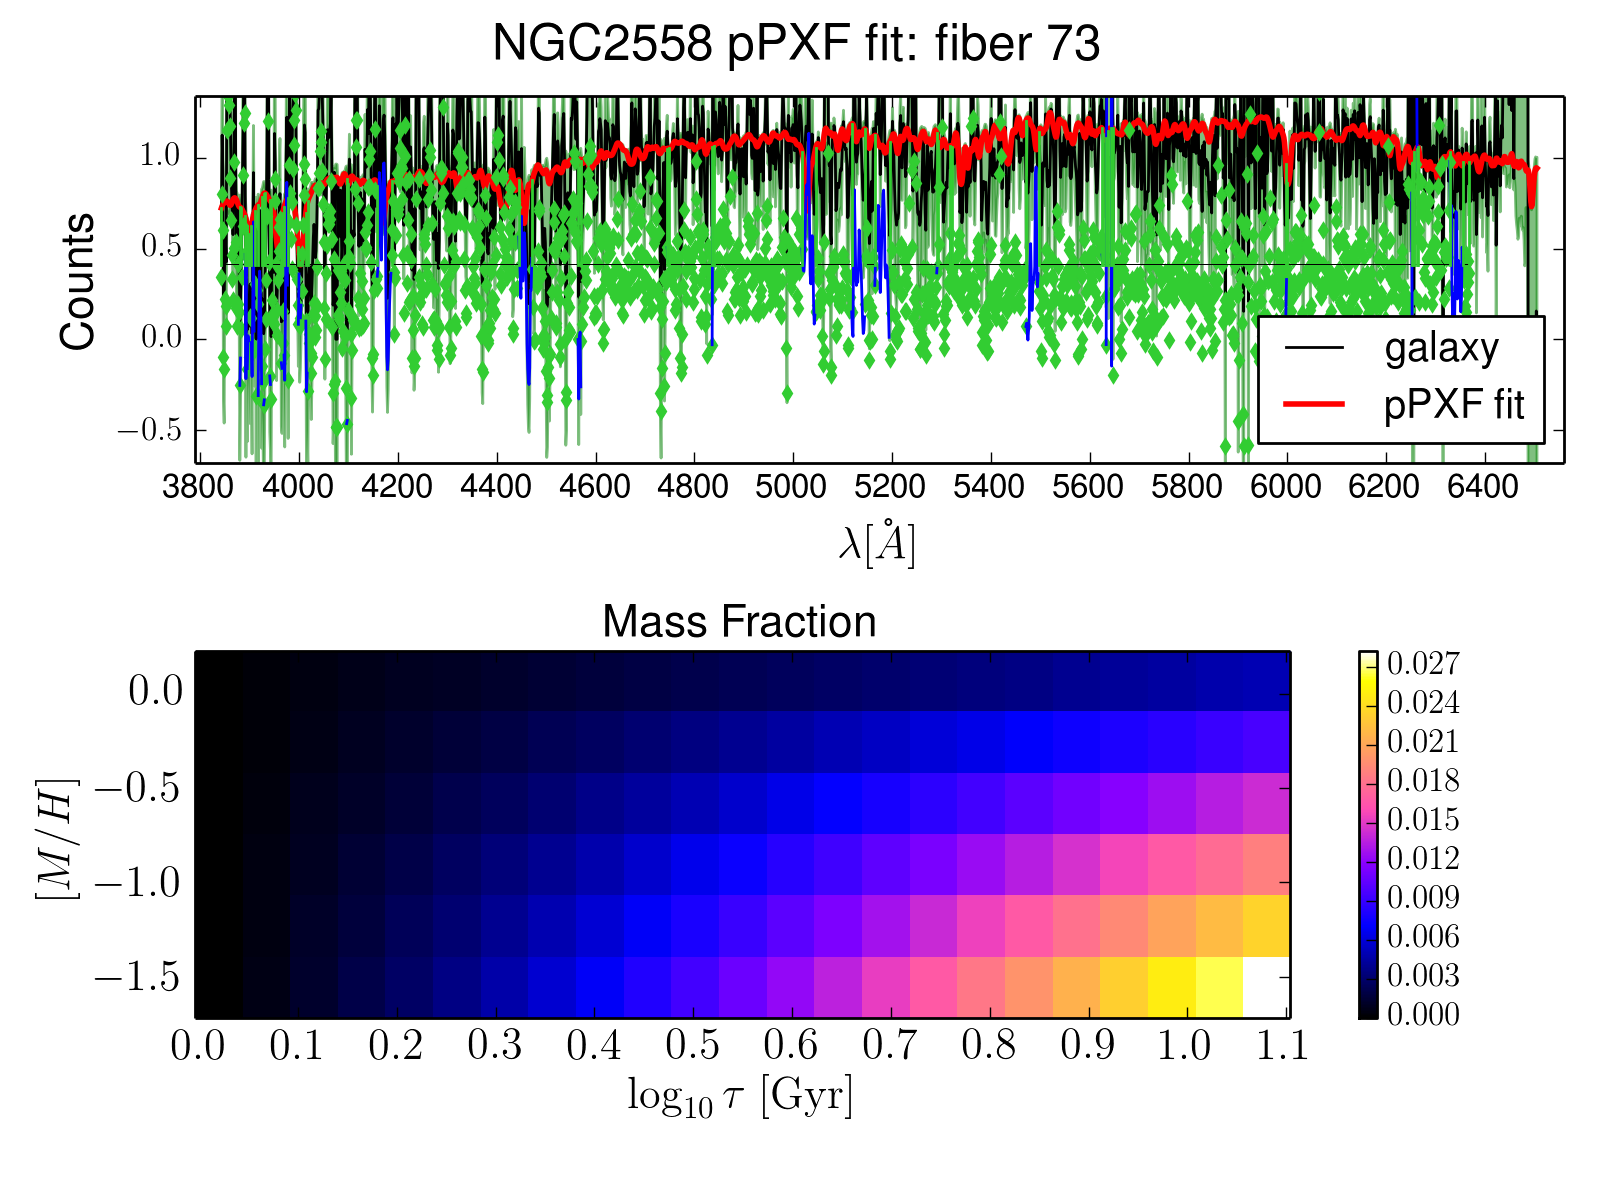 NGC2558 pPXF fit: fiber 73
Counts
1.0
0.5
0.0
−0.5
galaxy
pPXF fit
3800 4000 4200 4400 4600 4800 5000 5200 5400 5600 5800 6000 6200 6400
λ[Å]
Mass Fraction
[M/H]
0.0
−0.5
−1.0
−1.5
0.0 0.1 0.2 0.3 0.4 0.5 0.6 0.7 0.8 0.9 1.0 1.1
log₁₀ τ [Gyr]
0.027
0.024
0.021
0.018
0.015
0.012
0.009
0.006
0.003
0.000